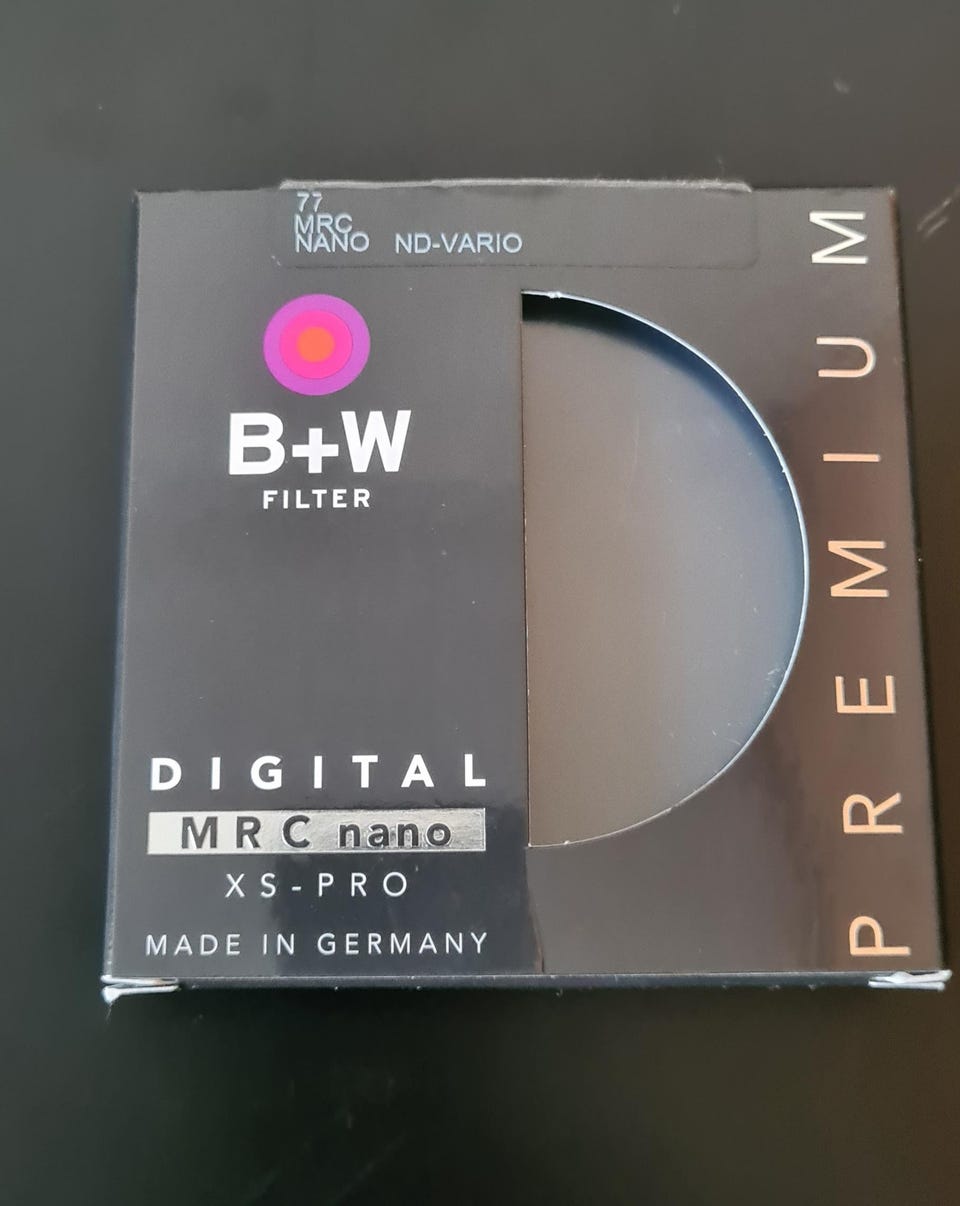 77
MRC
NANO ND-VARIO
B+W
FILTER
DIGITAL
MRC nano
XS-PRO
MADE IN GERMANY
PREMIUM